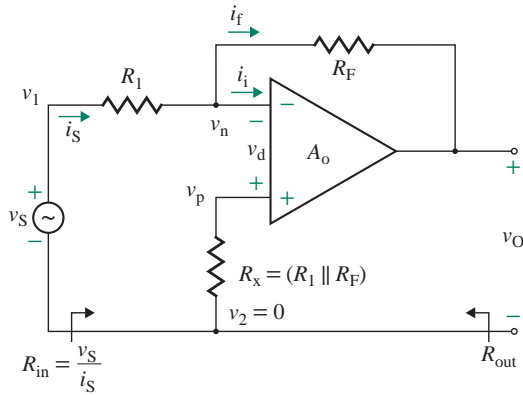 i_f
R_F
R_1
i_i
v_1
i_S
v_n
−
−
v_d
A_o
+
v_p
+
+
v_S
~
−
+
v_O
R_x = (R_1 || R_F)
v_2 = 0
−
R_in = v_S / i_S
R_out